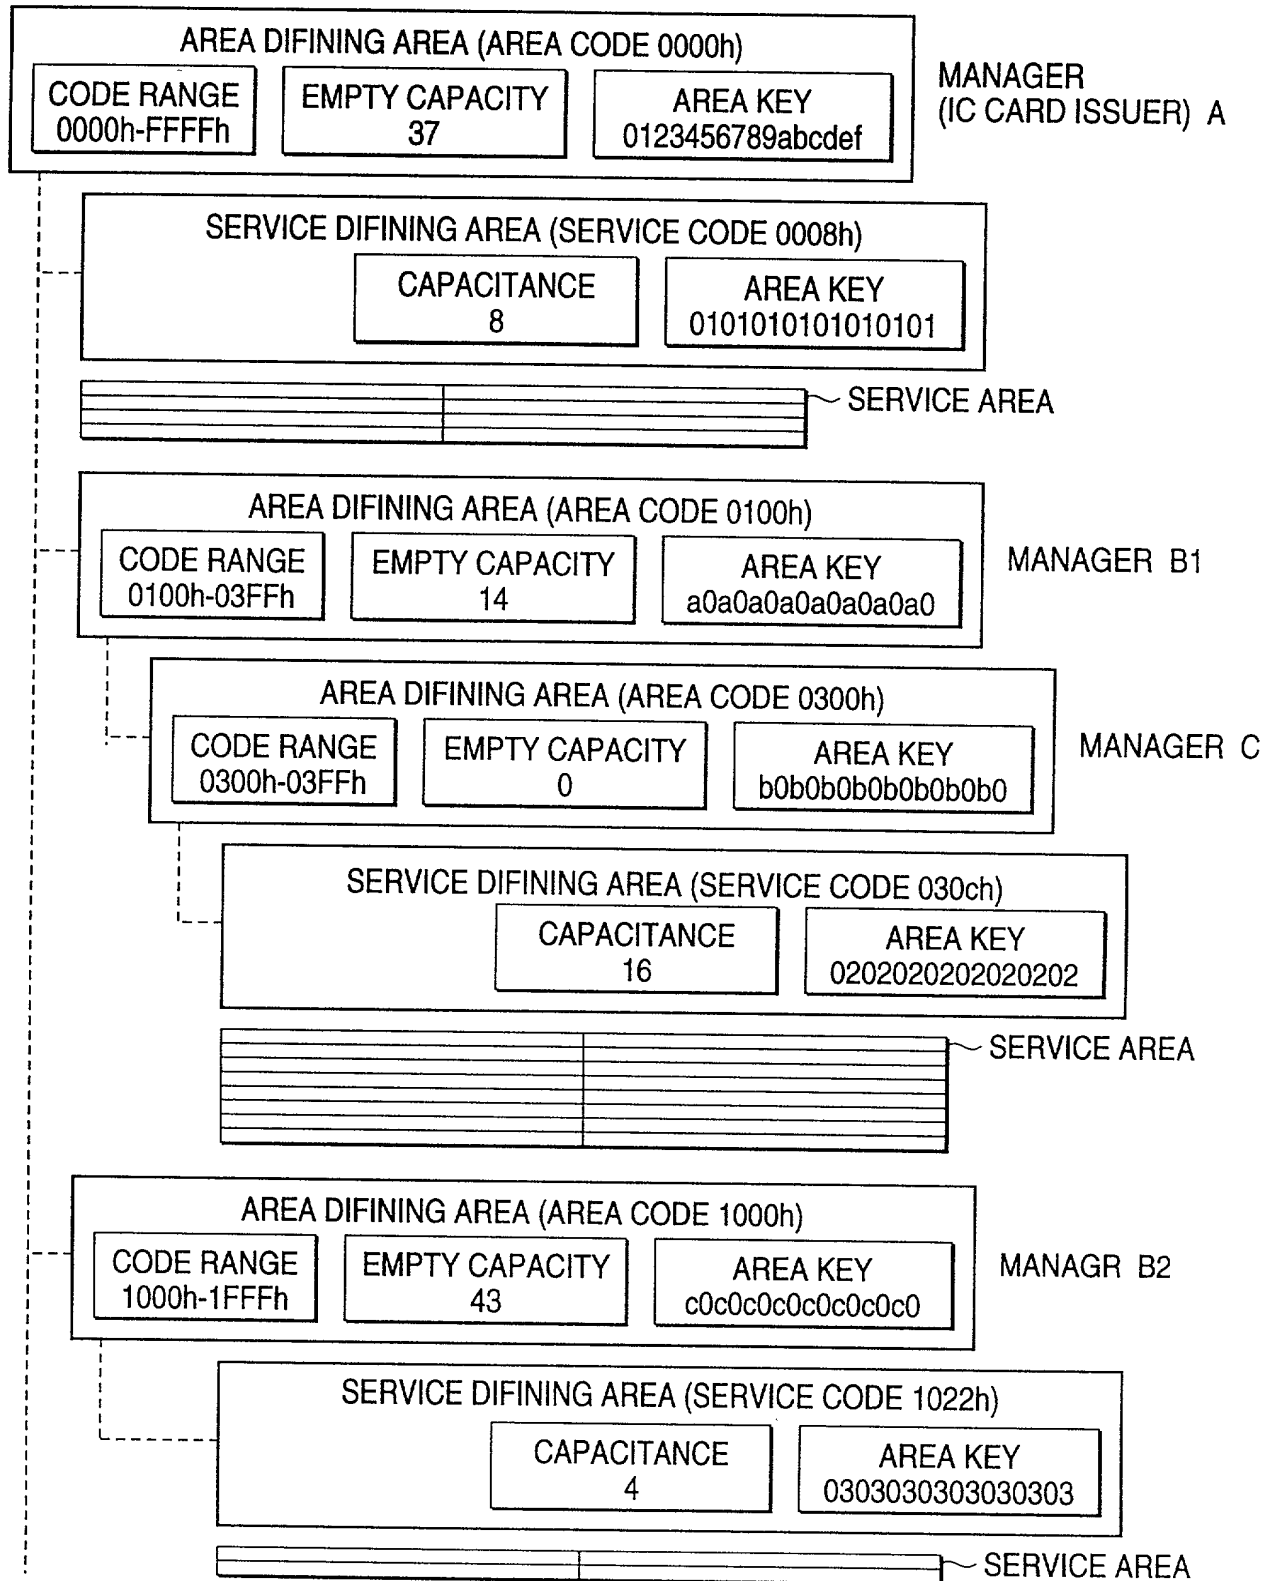 AREA DIFINING AREA (AREA CODE 0000h)
CODE RANGE
0000h-FFFFh
EMPTY CAPACITY
37
AREA KEY
0123456789abcdef
MANAGER
(IC CARD ISSUER) A
SERVICE DIFINING AREA (SERVICE CODE 0008h)
CAPACITANCE
8
AREA KEY
0101010101010101
SERVICE AREA
AREA DIFINING AREA (AREA CODE 0100h)
CODE RANGE
0100h-03FFh
EMPTY CAPACITY
14
AREA KEY
a0a0a0a0a0a0a0a0
MANAGER B1
AREA DIFINING AREA (AREA CODE 0300h)
CODE RANGE
0300h-03FFh
EMPTY CAPACITY
0
AREA KEY
b0b0b0b0b0b0b0b0
MANAGER C
SERVICE DIFINING AREA (SERVICE CODE 030ch)
CAPACITANCE
16
AREA KEY
0202020202020202
SERVICE AREA
AREA DIFINING AREA (AREA CODE 1000h)
CODE RANGE
1000h-1FFFh
EMPTY CAPACITY
43
AREA KEY
c0c0c0c0c0c0c0c0
MANAGR B2
SERVICE DIFINING AREA (SERVICE CODE 1022h)
CAPACITANCE
4
AREA KEY
0303030303030303
SERVICE AREA